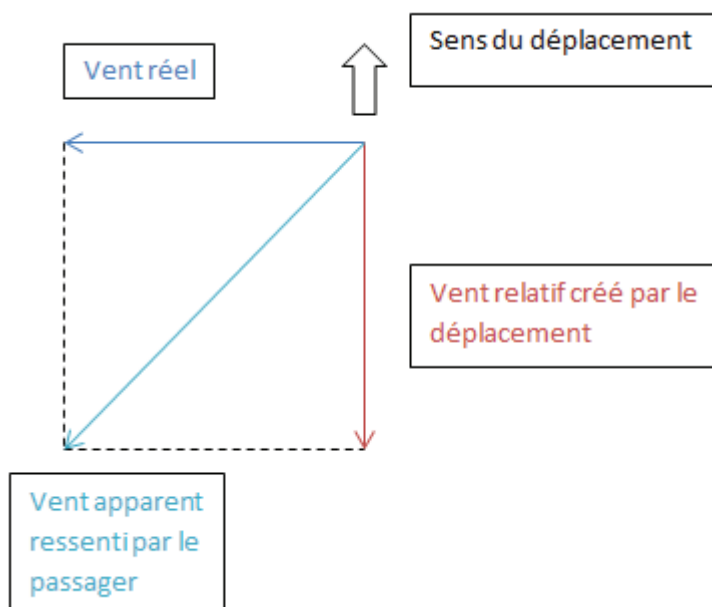 Sens du déplacement
Vent réel
Vent relatif créé par le
déplacement
Vent apparent
ressenti par le
passager